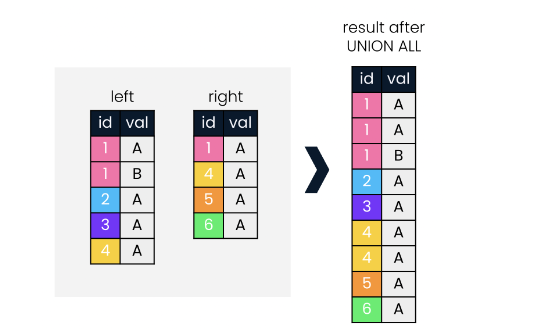 result after
UNION ALL
left
id val
1 A
1 B
2 A
3 A
4 A
right
id val
1 A
4 A
5 A
6 A
id val
1 A
1 A
1 B
2 A
3 A
4 A
4 A
5 A
6 A